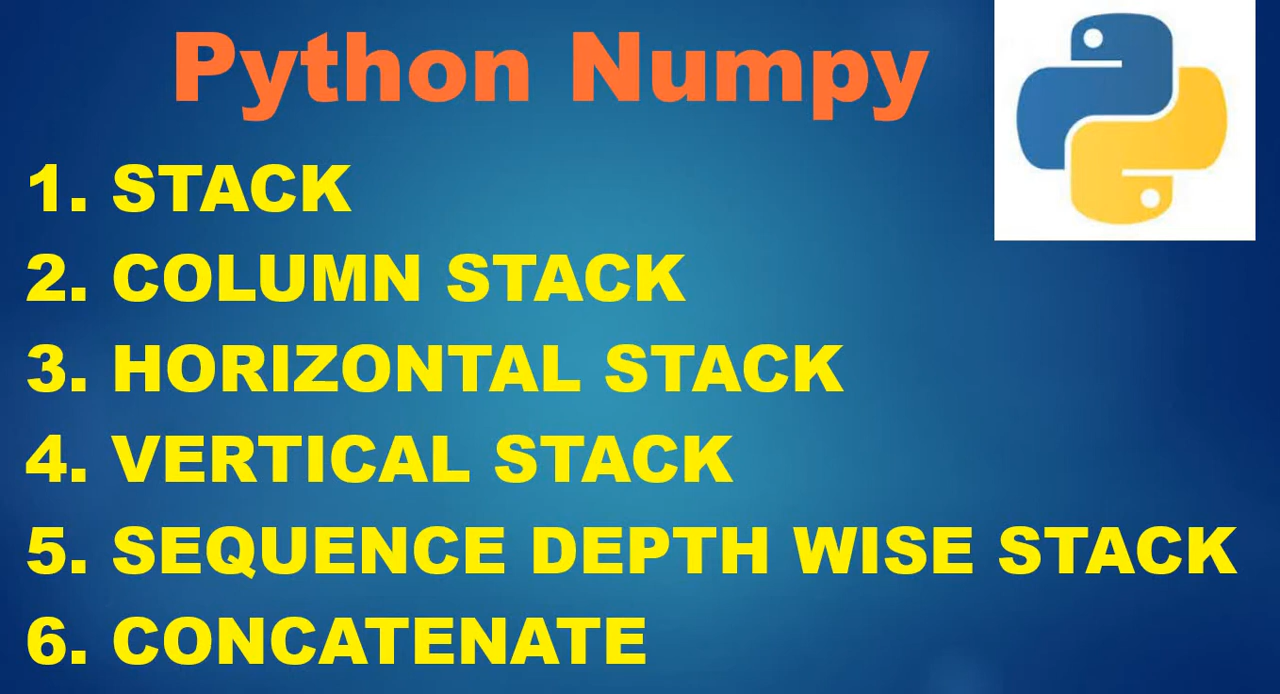 Python Numpy
1. STACK
2. COLUMN STACK
3. HORIZONTAL STACK
4. VERTICAL STACK
5. SEQUENCE DEPTH WISE STACK
6. CONCATENATE